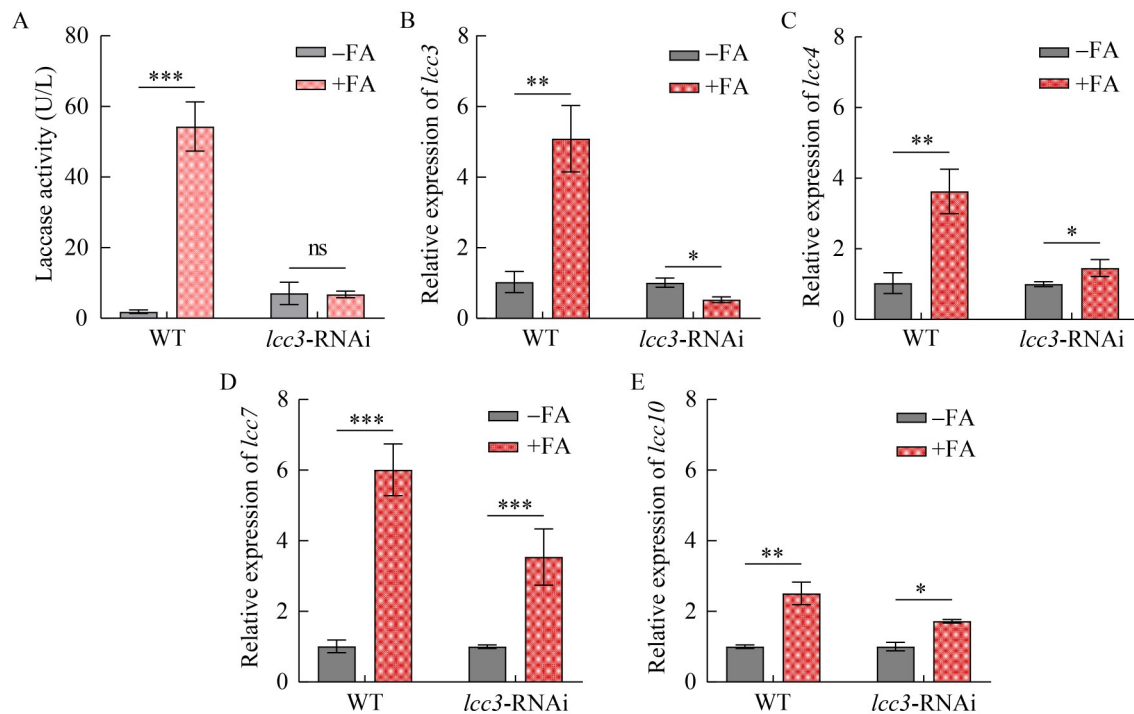 A
Laccase activity (U/L)
80
60
40
20
0
–FA
+FA
***
ns
WT
lcc3-RNAi
B
Relative expression of lcc3
8
6
4
2
0
–FA
+FA
**
*
WT
lcc3-RNAi
C
Relative expression of lcc4
8
6
4
2
0
–FA
+FA
**
*
WT
lcc3-RNAi
D
Relative expression of lcc7
8
6
4
2
0
–FA
+FA
***
***
WT
lcc3-RNAi
E
Relative expression of lcc10
8
6
4
2
0
–FA
+FA
**
*
WT
lcc3-RNAi